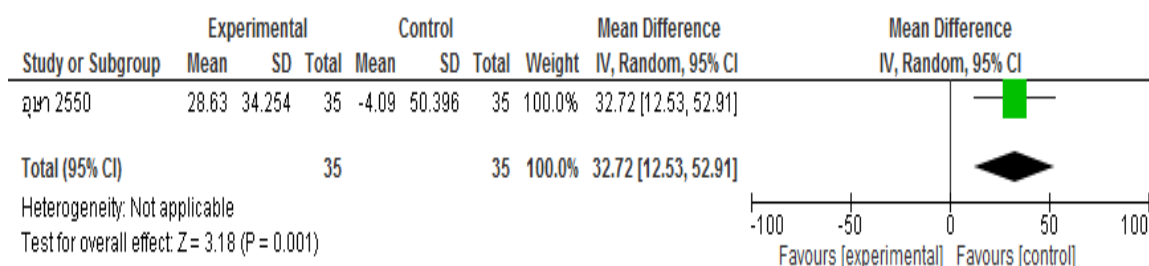 Experimental Control Mean Difference Mean Difference
Study or Subgroup Mean SD Total Mean SD Total Weight IV, Random, 95% CI IV, Random, 95% CI
อุษา 2550 28.63 34.254 35 -4.09 50.396 35 100.0% 32.72 [12.53, 52.91]
Total (95% CI) 35 35 100.0% 32.72 [12.53, 52.91]
Heterogeneity: Not applicable
Test for overall effect: Z = 3.18 (P = 0.001)
-100 -50 0 50 100
Favours [experimental] Favours [control]